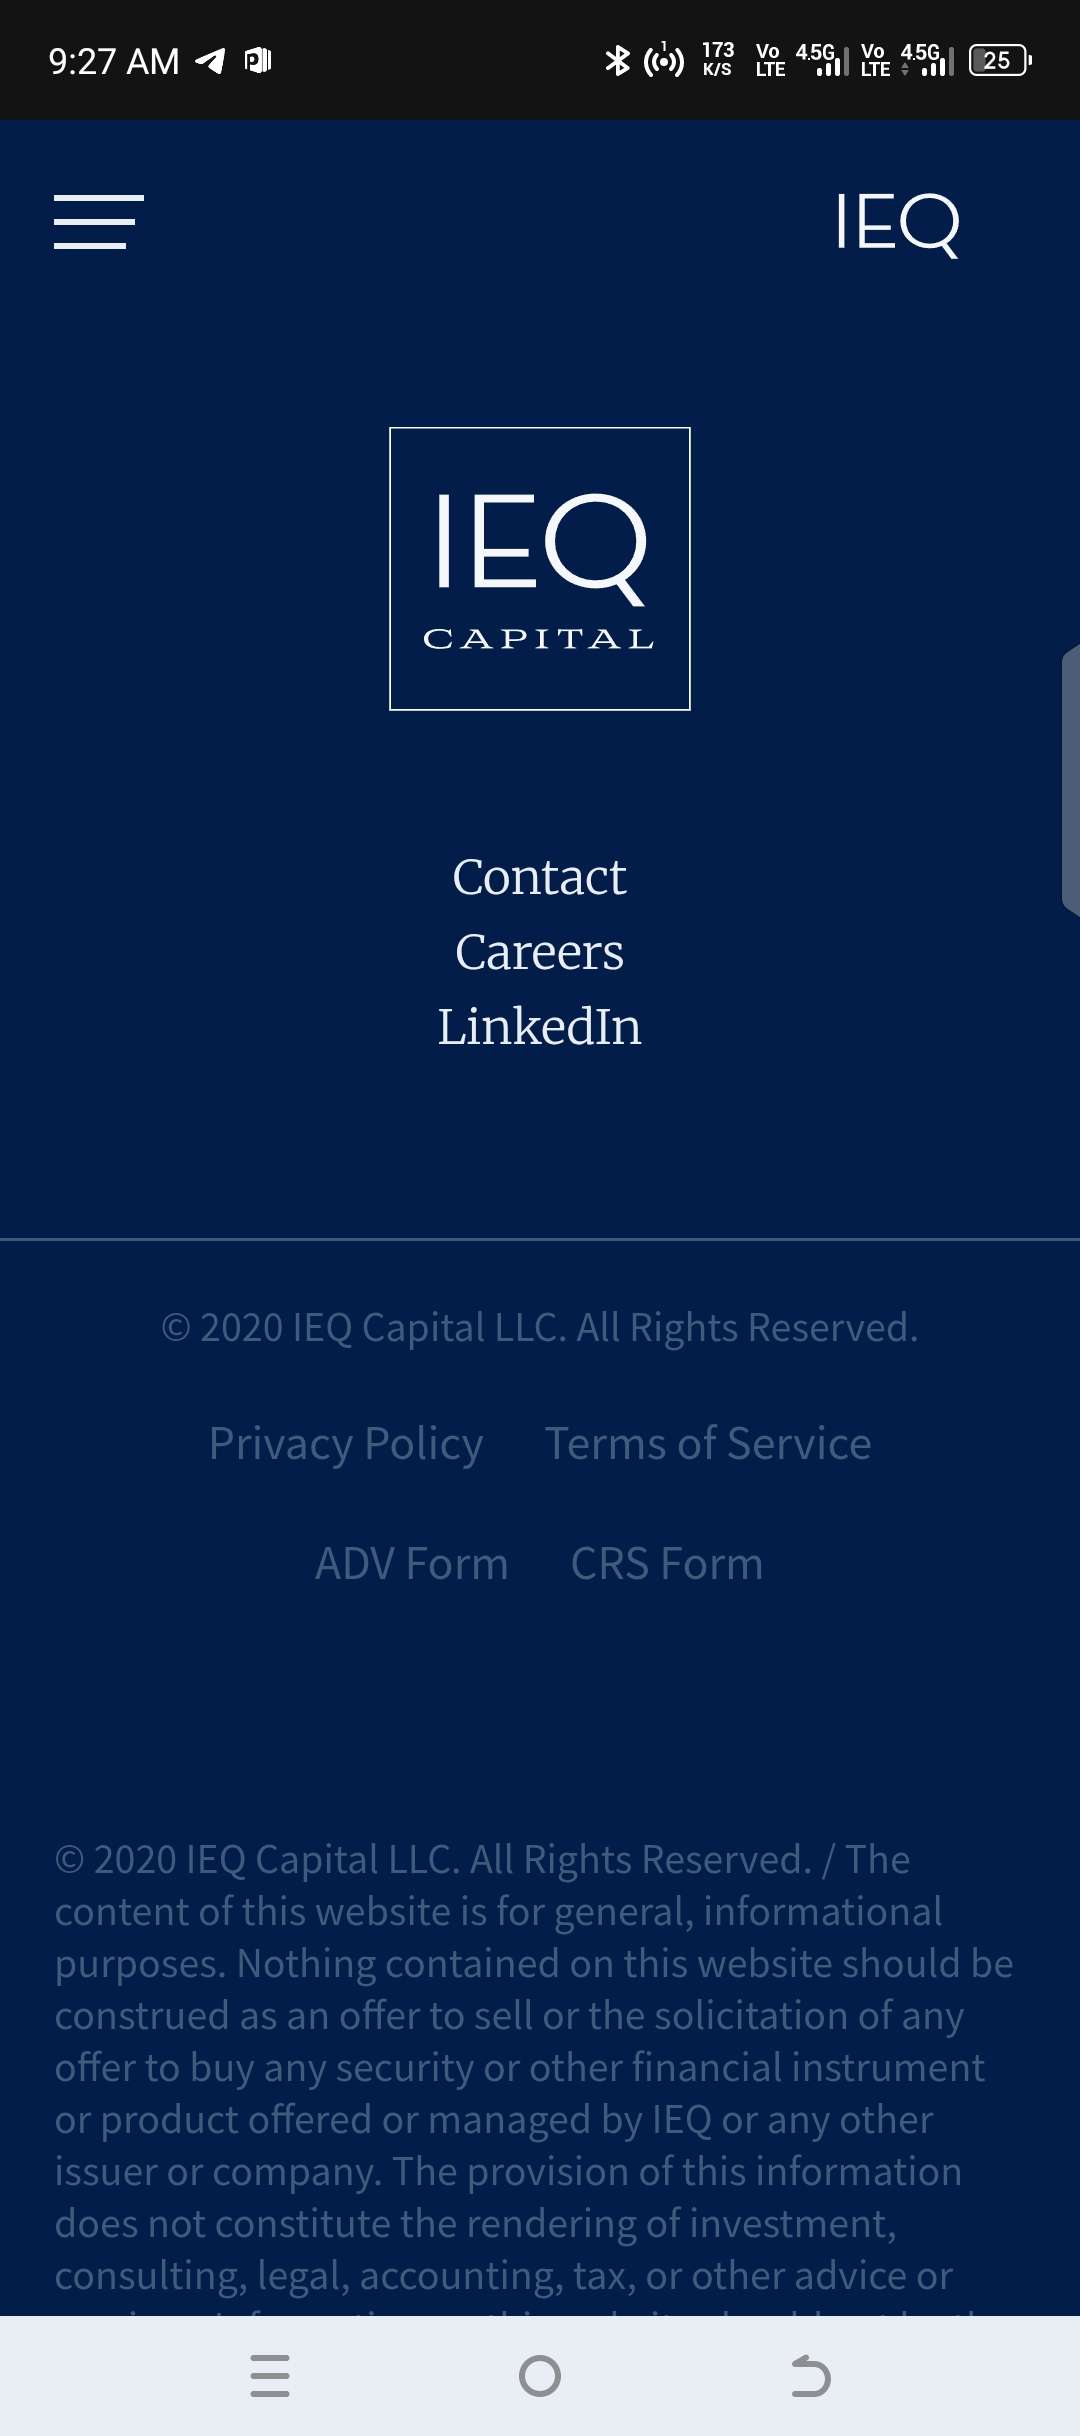 9:27 AM
1
173 K/S
Vo LTE 4.5G Vo LTE 4.5G 25
IEQ
IEQ
CAPITAL
Contact
Careers
LinkedIn
© 2020 IEQ Capital LLC. All Rights Reserved.
Privacy Policy Terms of Service
ADV Form CRS Form
© 2020 IEQ Capital LLC. All Rights Reserved. / The
content of this website is for general, informational
purposes. Nothing contained on this website should be
construed as an offer to sell or the solicitation of any
offer to buy any security or other financial instrument
or product offered or managed by IEQ or any other
issuer or company. The provision of this information
does not constitute the rendering of investment,
consulting, legal, accounting, tax, or other advice or